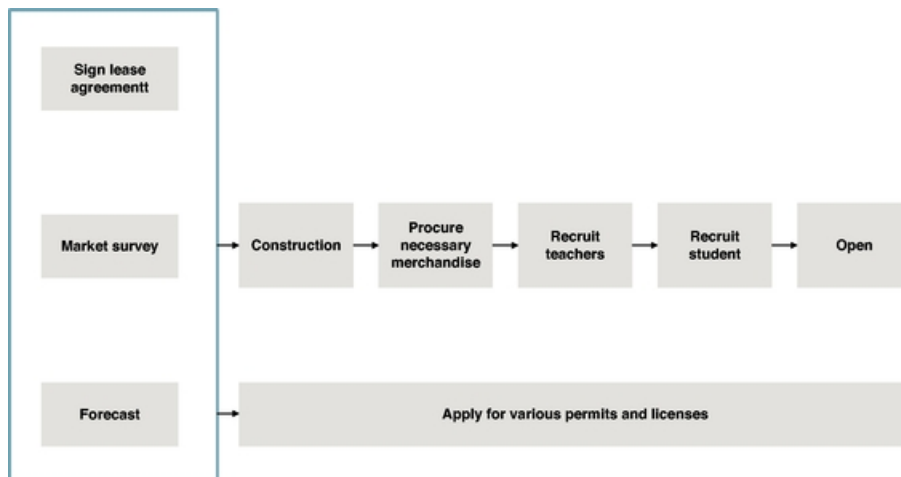 Sign lease
agreementt
Market survey
Construction
Procure
necessary
merchandise
Recruit
teachers
Recruit
student
Open
Forecast
Apply for various permits and licenses